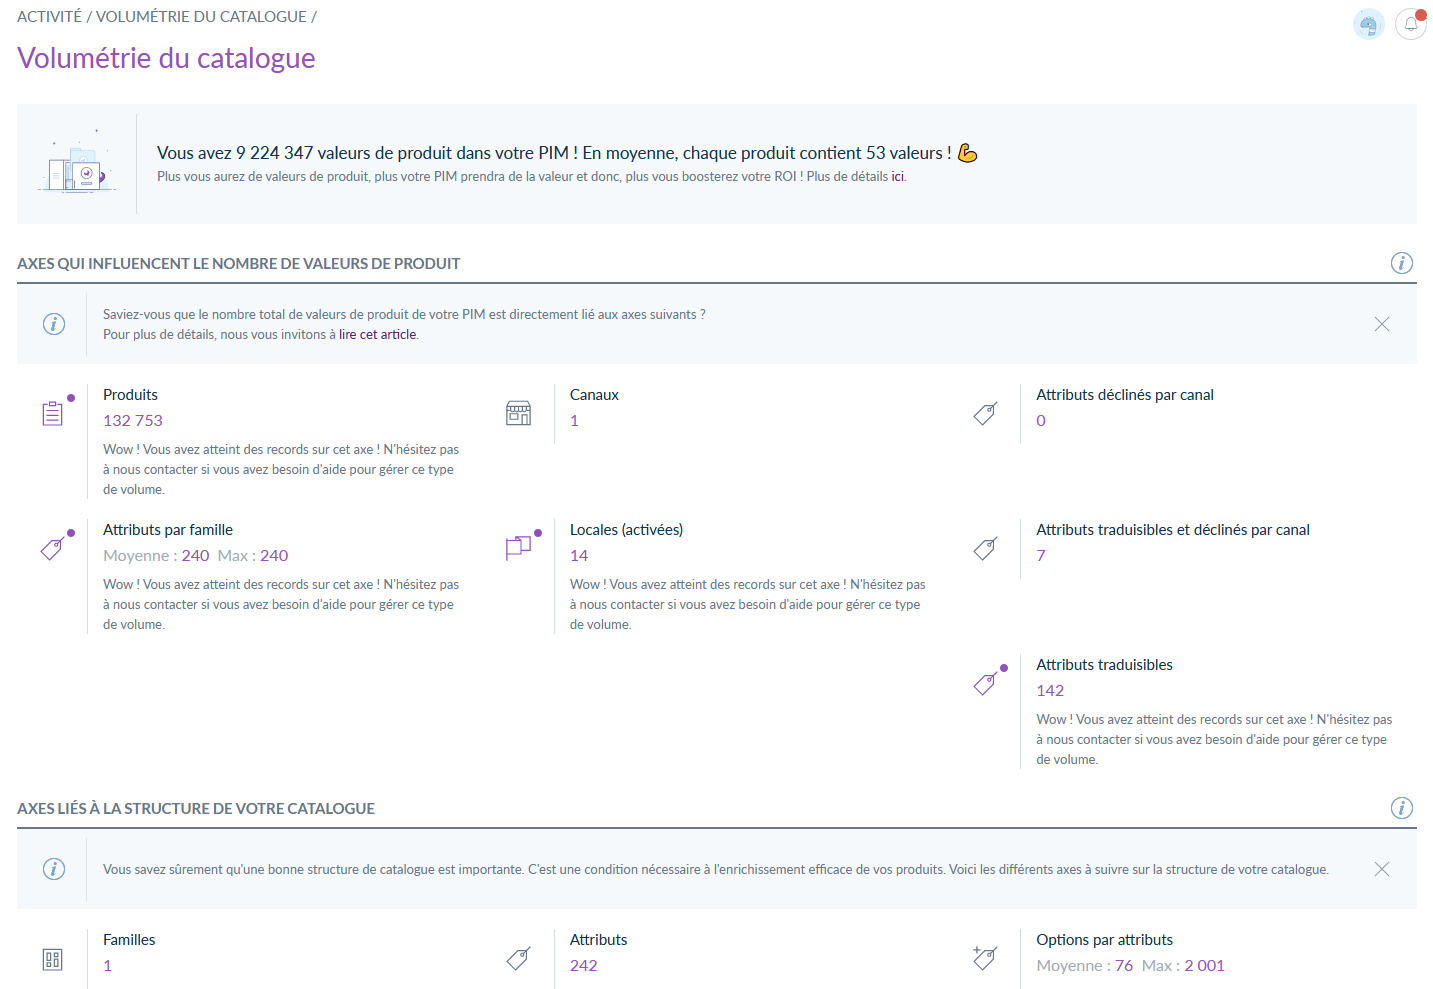 ACTIVITÉ / VOLUMÉTRIE DU CATALOGUE /
Volumétrie du catalogue
Vous avez 9 224 347 valeurs de produit dans votre PIM ! En moyenne, chaque produit contient 53 valeurs ! 💪
Plus vous aurez de valeurs de produit, plus votre PIM prendra de la valeur et donc, plus vous boosterez votre ROI ! Plus de détails ici.
AXES QUI INFLUENCENT LE NOMBRE DE VALEURS DE PRODUIT
Saviez-vous que le nombre total de valeurs de produit de votre PIM est directement lié aux axes suivants ?
Pour plus de détails, nous vous invitons à lire cet article.
Produits
132 753
Wow ! Vous avez atteint des records sur cet axe ! N'hésitez pas
à nous contacter si vous avez besoin d'aide pour gérer ce type
de volume.
Canaux
1
Attributs déclinés par canal
0
Attributs par famille
Moyenne : 240 Max : 240
Wow ! Vous avez atteint des records sur cet axe ! N'hésitez pas
à nous contacter si vous avez besoin d'aide pour gérer ce type
de volume.
Locales (activées)
14
Wow ! Vous avez atteint des records sur cet axe ! N'hésitez pas
à nous contacter si vous avez besoin d'aide pour gérer ce type
de volume.
Attributs traduisibles et déclinés par canal
7
Attributs traduisibles
142
Wow ! Vous avez atteint des records sur cet axe ! N'hésitez pas
à nous contacter si vous avez besoin d'aide pour gérer ce type
de volume.
AXES LIÉS À LA STRUCTURE DE VOTRE CATALOGUE
Vous savez sûrement qu'une bonne structure de catalogue est importante. C'est une condition nécessaire à l'enrichissement efficace de vos produits. Voici les différents axes à suivre sur la structure de votre catalogue.
Familles
1
Attributs
242
Options par attributs
Moyenne : 76 Max : 2 001